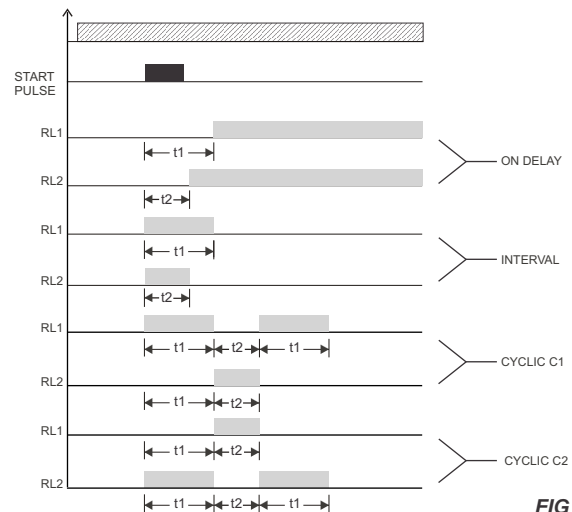 START
PULSE
RL1
t1
ON DELAY
RL2
t2
RL1
t1
INTERVAL
RL2
t2
RL1
t1 t2 t1
CYCLIC C1
RL2
t1 t2
RL1
t1 t2
CYCLIC C2
RL2
t1 t2 t1
FIG